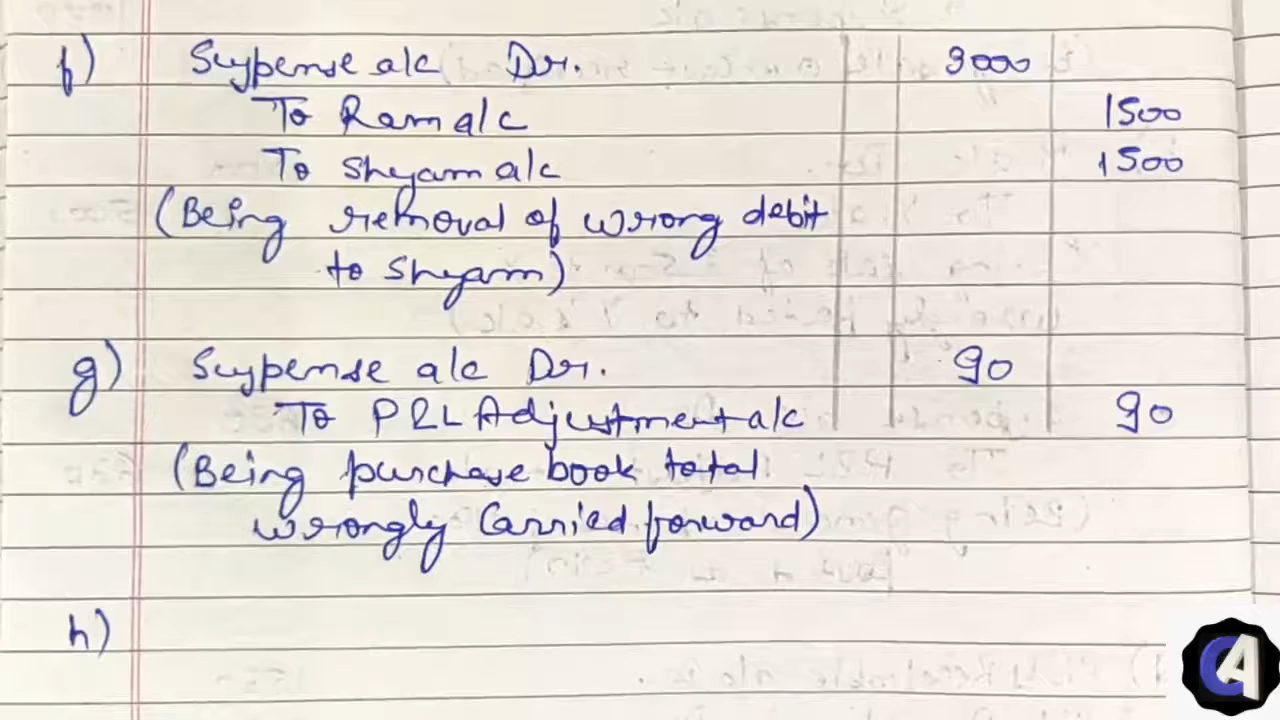 f) Suspense a/c Dr. 3000
To Ram a/c 1500
To Shyam a/c 1500
(Being removal of wrong debit
to Shyam)
g) Suspense a/c Dr. 90
To P&L Adjustment a/c 90
(Being purchase book total
wrongly Carried forward)
h)
CA